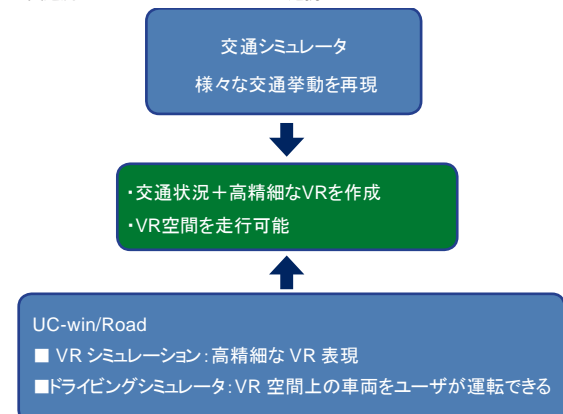 交通シミュレータ
様々な交通挙動を再現
・交通状況＋高精細なVRを作成
・VR空間を走行可能
UC-win/Road
■ VR シミュレーション：高精細な VR 表現
■ドライビングシミュレータ：VR 空間上の車両をユーザが運転できる